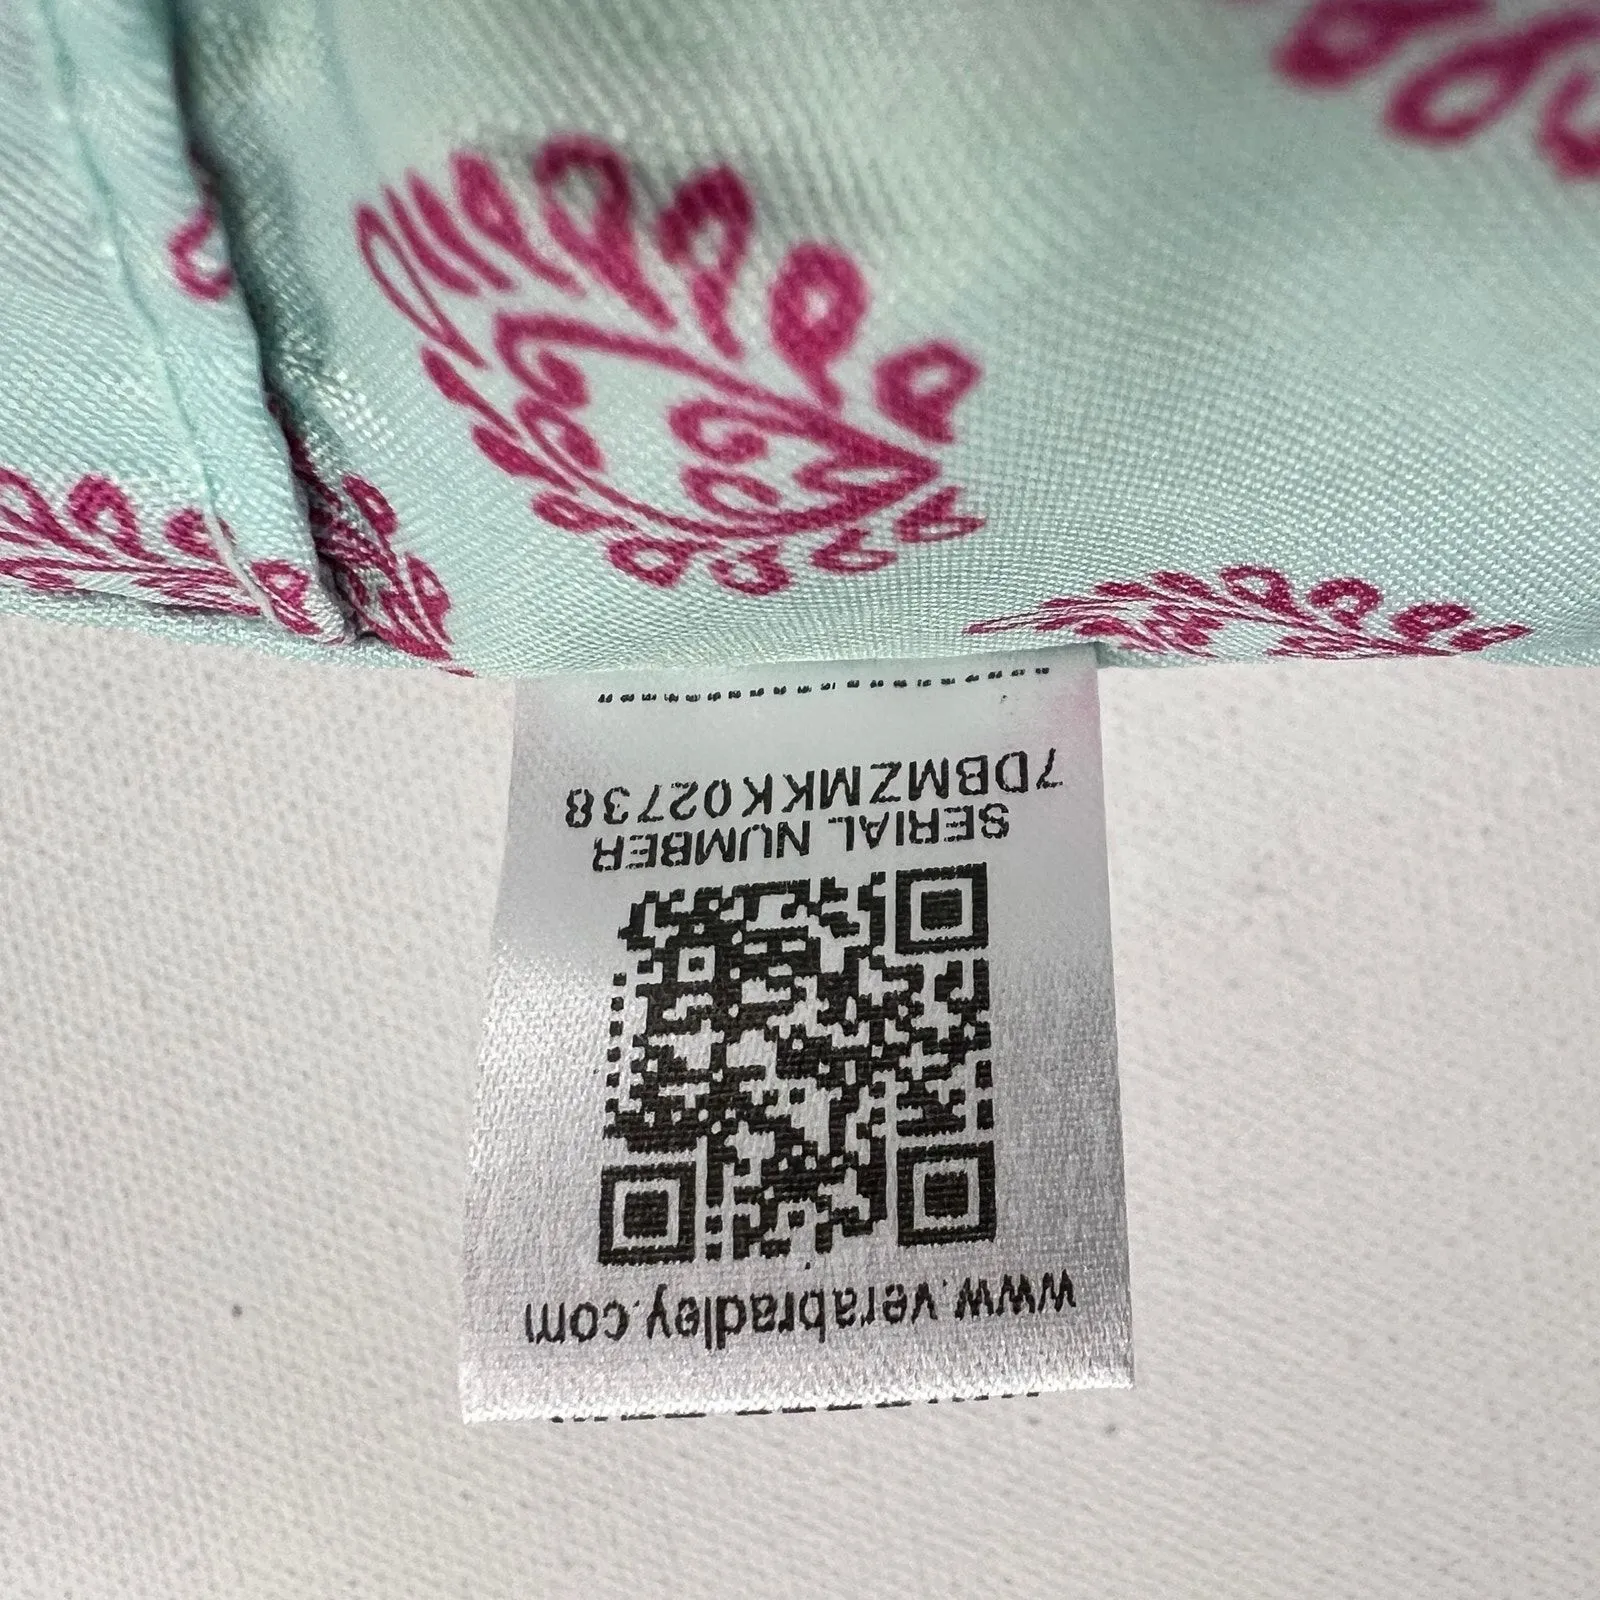 www.verabradley.com
SERIAL NUMBER
7DBMZMKK02738